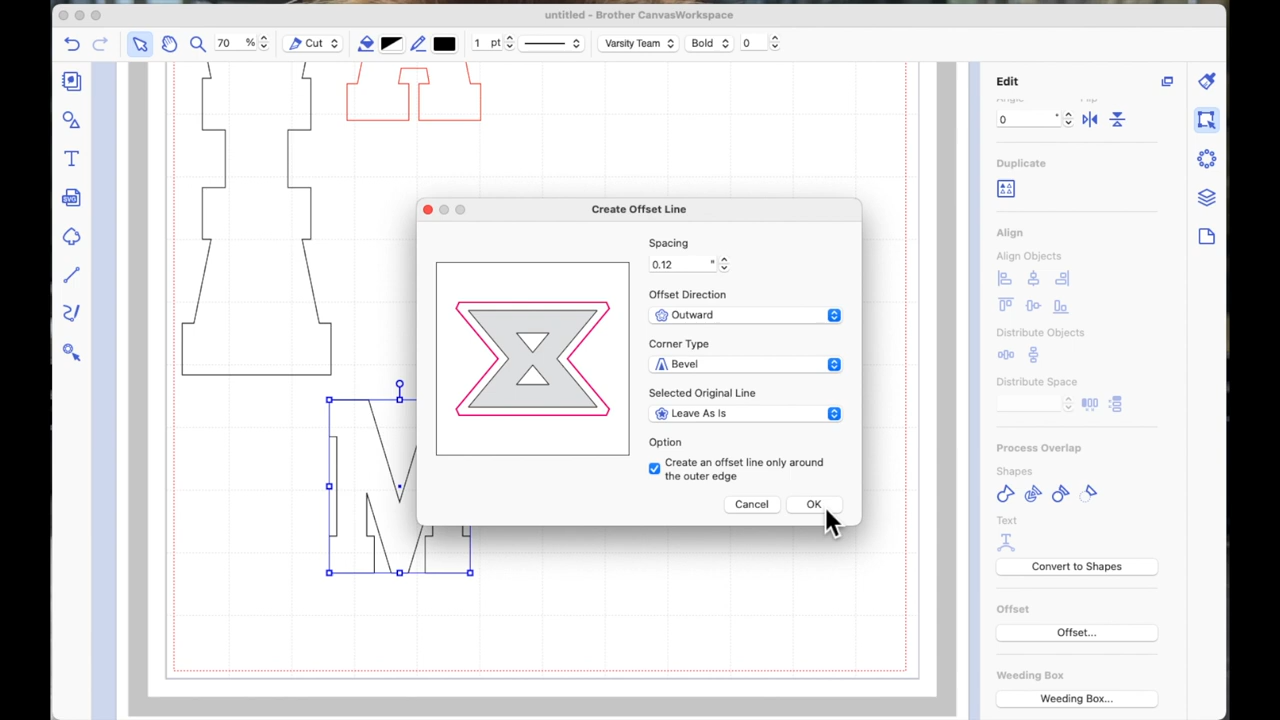 untitled - Brother CanvasWorkspace
70 % Cut 1 pt Varsity Team Bold 0
Edit
0 °
Duplicate
Align
Align Objects
Distribute Objects
Distribute Space
Process Overlap
Shapes
Text
Convert to Shapes
Offset
Offset...
Weeding Box
Weeding Box...
T
SVG
A
M
Create Offset Line
Spacing
0.12 "
Offset Direction
Outward
Corner Type
Bevel
Selected Original Line
Leave As Is
Option
Create an offset line only around
the outer edge
Cancel OK